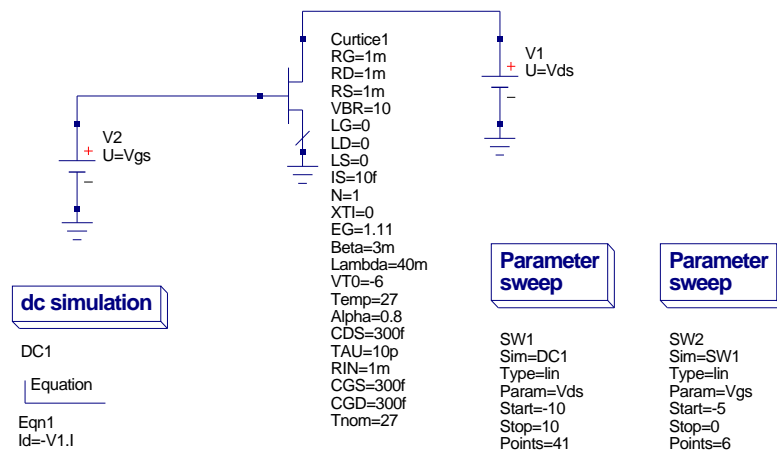 Curtice1
RG=1m
RD=1m
RS=1m
VBR=10
LG=0
LD=0
LS=0
IS=10f
N=1
XTI=0
EG=1.11
Beta=3m
Lambda=40m
VT0=-6
Temp=27
Alpha=0.8
CDS=300f
TAU=10p
RIN=1m
CGS=300f
CGD=300f
Tnom=27
V1
U=Vds
V2
U=Vgs
dc simulation
DC1
Equation
Eqn1
Id=-V1.I
Parameter
sweep
SW1
Sim=DC1
Type=lin
Param=Vds
Start=-10
Stop=10
Points=41
Parameter
sweep
SW2
Sim=SW1
Type=lin
Param=Vgs
Start=-5
Stop=0
Points=6